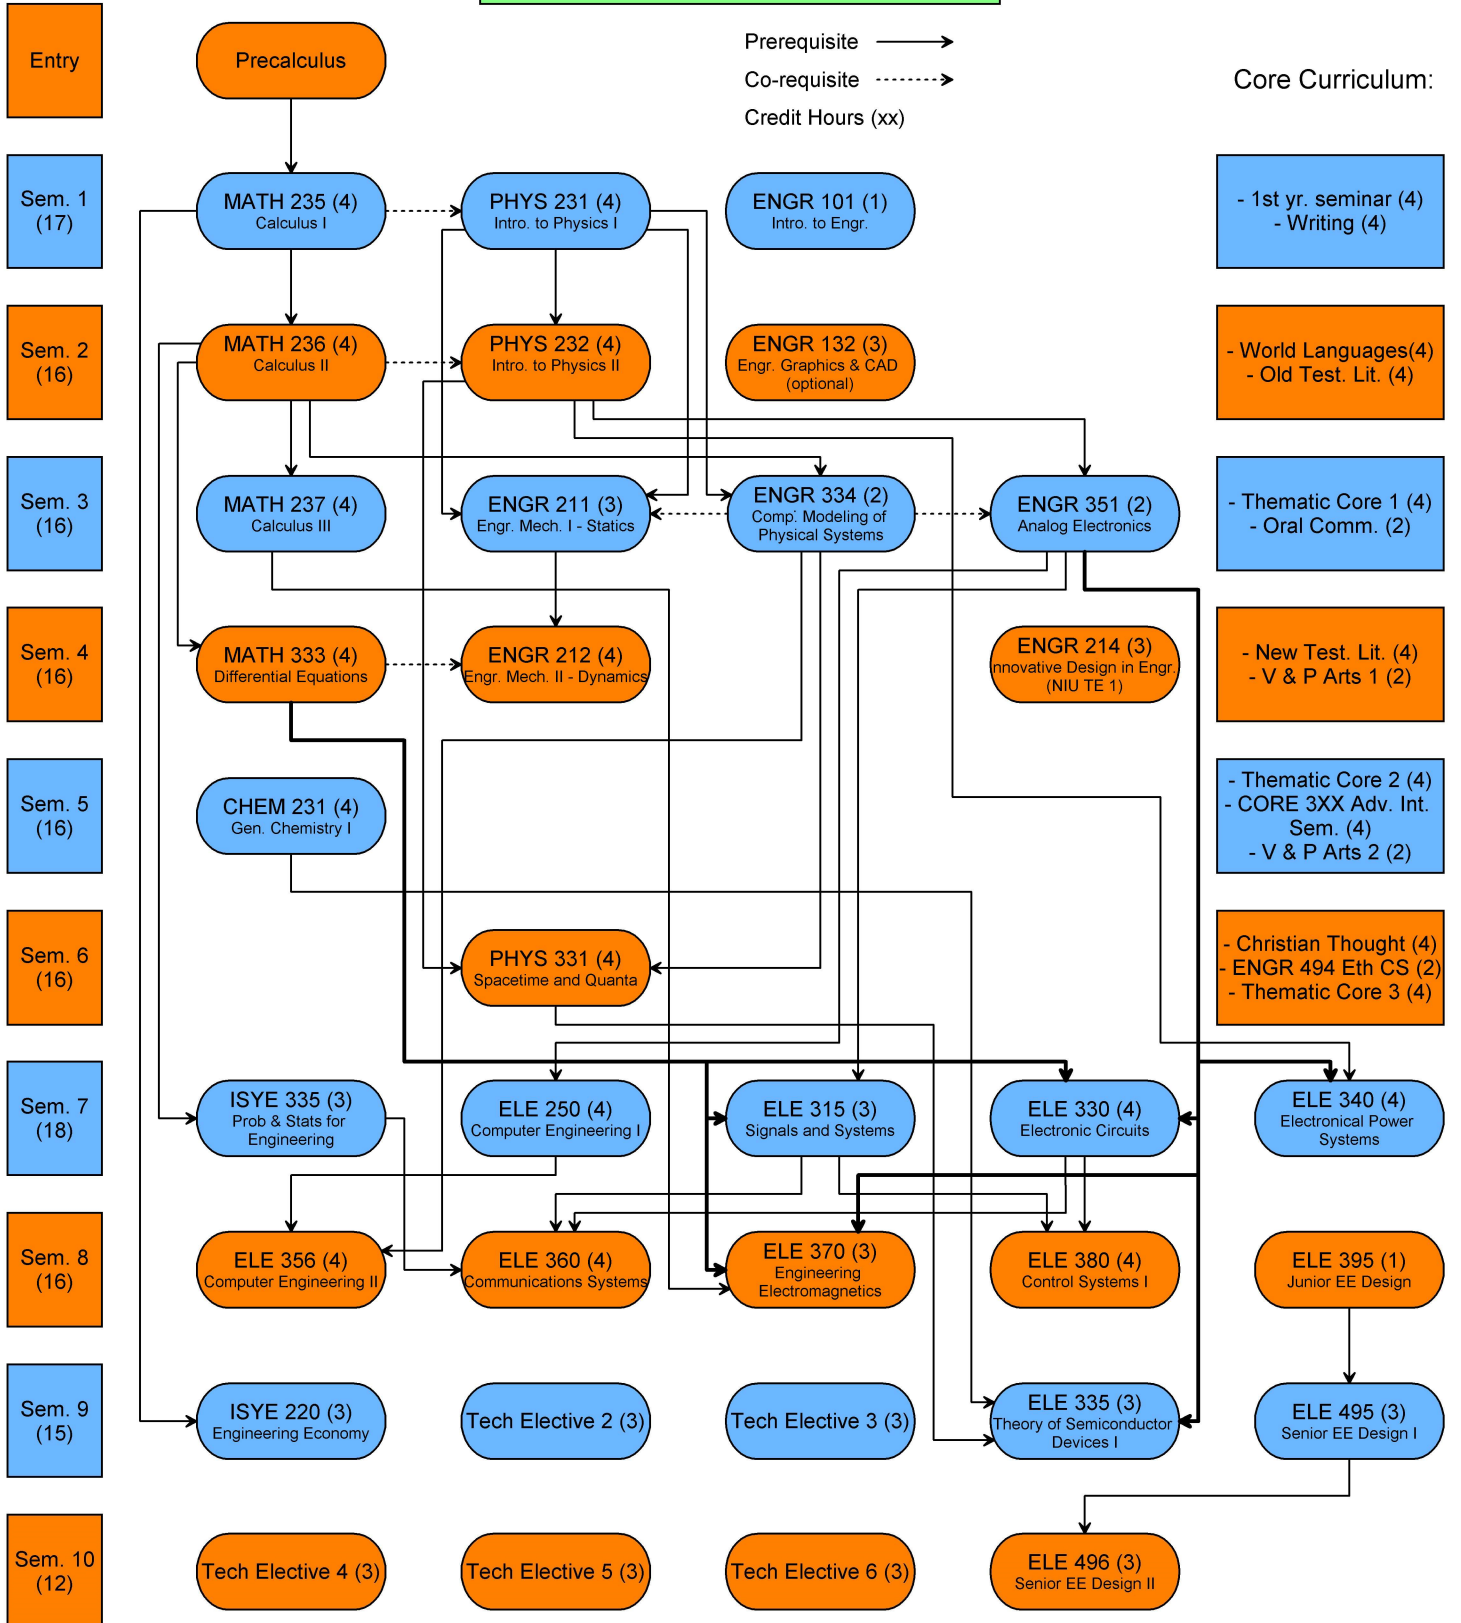 Entry
Precalculus
Prerequisite
Co-requisite
Credit Hours (xx)
Core Curriculum:
Sem. 1
(17)
MATH 235 (4)
Calculus I
PHYS 231 (4)
Intro. to Physics I
ENGR 101 (1)
Intro. to Engr.
- 1st yr. seminar (4)
- Writing (4)
Sem. 2
(16)
MATH 236 (4)
Calculus II
PHYS 232 (4)
Intro. to Physics II
ENGR 132 (3)
Engr. Graphics & CAD
(optional)
- World Languages(4)
- Old Test. Lit. (4)
Sem. 3
(16)
MATH 237 (4)
Calculus III
ENGR 211 (3)
Engr. Mech. I - Statics
ENGR 334 (2)
Comp. Modeling of
Physical Systems
ENGR 351 (2)
Analog Electronics
- Thematic Core 1 (4)
- Oral Comm. (2)
Sem. 4
(16)
MATH 333 (4)
Differential Equations
ENGR 212 (4)
Engr. Mech. II - Dynamics
ENGR 214 (3)
nnovative Design in Engr.
(NIU TE 1)
- New Test. Lit. (4)
- V & P Arts 1 (2)
Sem. 5
(16)
CHEM 231 (4)
Gen. Chemistry I
- Thematic Core 2 (4)
- CORE 3XX Adv. Int.
Sem. (4)
- V & P Arts 2 (2)
Sem. 6
(16)
PHYS 331 (4)
Spacetime and Quanta
- Christian Thought (4)
- ENGR 494 Eth CS (2)
- Thematic Core 3 (4)
Sem. 7
(18)
ISYE 335 (3)
Prob & Stats for
Engineering
ELE 250 (4)
Computer Engineering I
ELE 315 (3)
Signals and Systems
ELE 330 (4)
Electronic Circuits
ELE 340 (4)
Electronical Power
Systems
Sem. 8
(16)
ELE 356 (4)
Computer Engineering II
ELE 360 (4)
Communications Systems
ELE 370 (3)
Engineering
Electromagnetics
ELE 380 (4)
Control Systems I
ELE 395 (1)
Junior EE Design
Sem. 9
(15)
ISYE 220 (3)
Engineering Economy
Tech Elective 2 (3)
Tech Elective 3 (3)
ELE 335 (3)
Theory of Semiconductor
Devices I
ELE 495 (3)
Senior EE Design I
Sem. 10
(12)
Tech Elective 4 (3)
Tech Elective 5 (3)
Tech Elective 6 (3)
ELE 496 (3)
Senior EE Design II